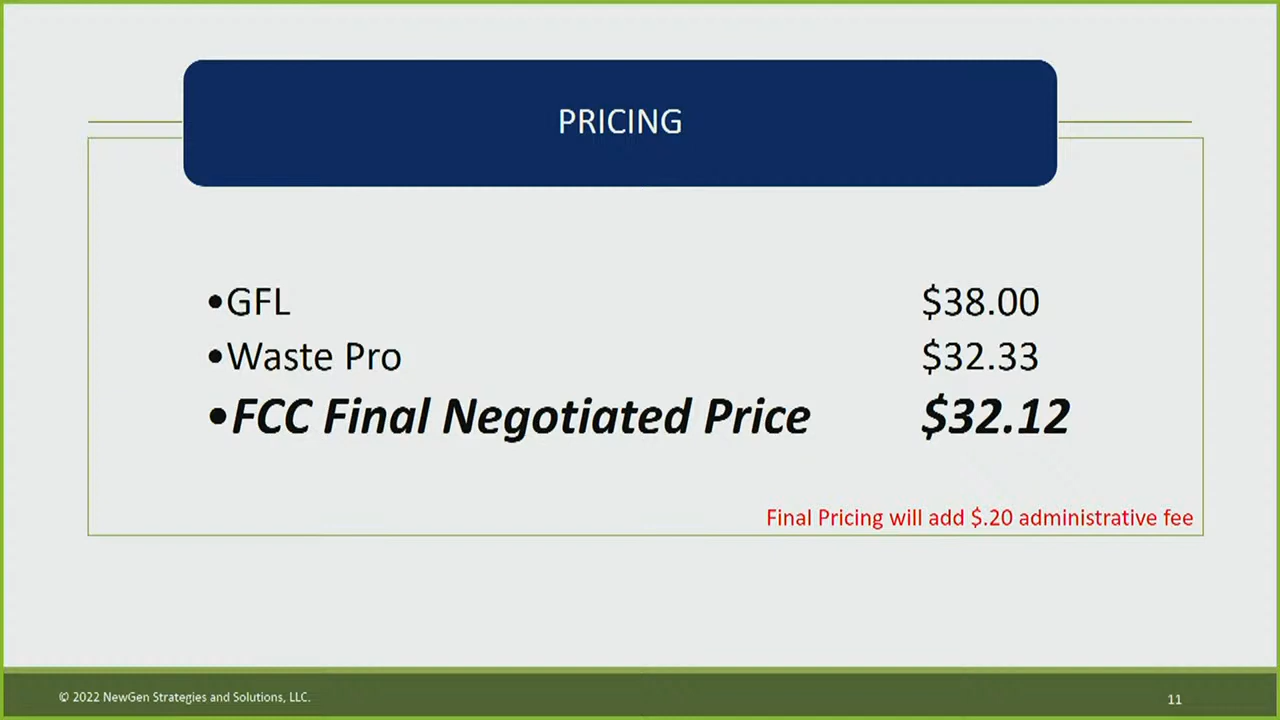 PRICING
•GFL $38.00
•Waste Pro $32.33
•FCC Final Negotiated Price $32.12
Final Pricing will add $.20 administrative fee
© 2022 NewGen Strategies and Solutions, LLC. 11